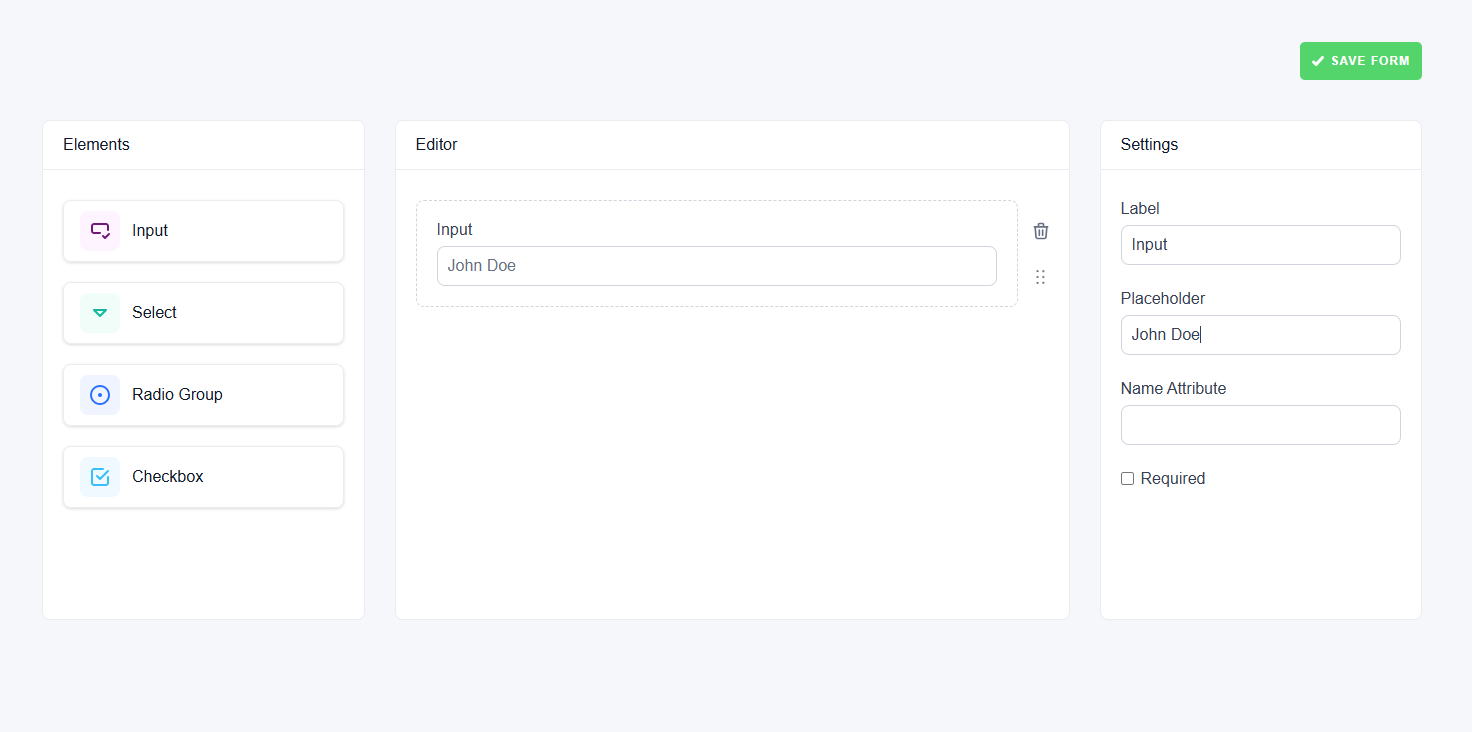 SAVE FORM
Elements
Input
Select
Radio Group
Checkbox
Editor
Input
John Doe
Settings
Label
Input
Placeholder
John Doe
Name Attribute
Required